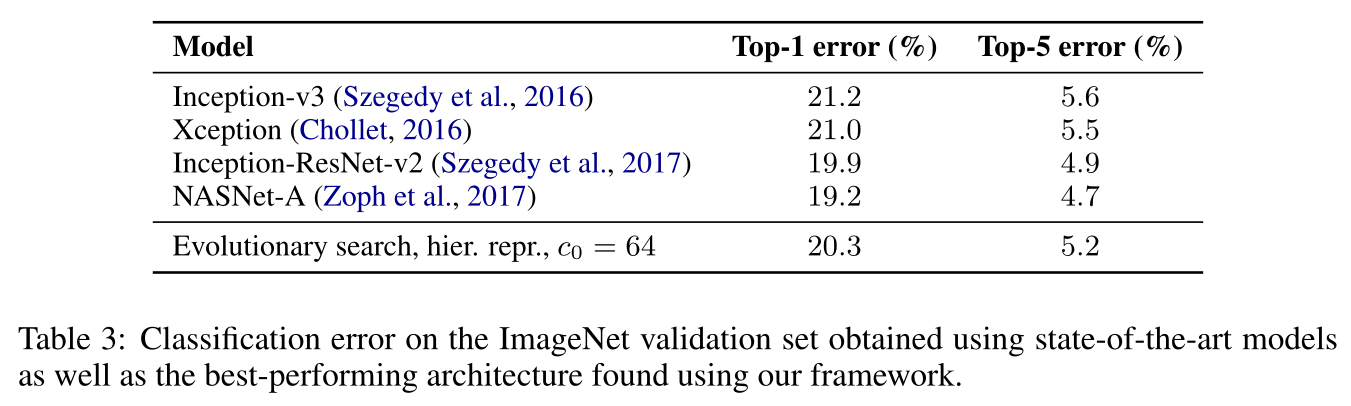 Model Top-1 error (%) Top-5 error (%)
Inception-v3 (Szegedy et al., 2016) 21.2 5.6
Xception (Chollet, 2016) 21.0 5.5
Inception-ResNet-v2 (Szegedy et al., 2017) 19.9 4.9
NASNet-A (Zoph et al., 2017) 19.2 4.7
Evolutionary search, hier. repr., c₀ = 64 20.3 5.2
Table 3: Classification error on the ImageNet validation set obtained using state-of-the-art models
as well as the best-performing architecture found using our framework.